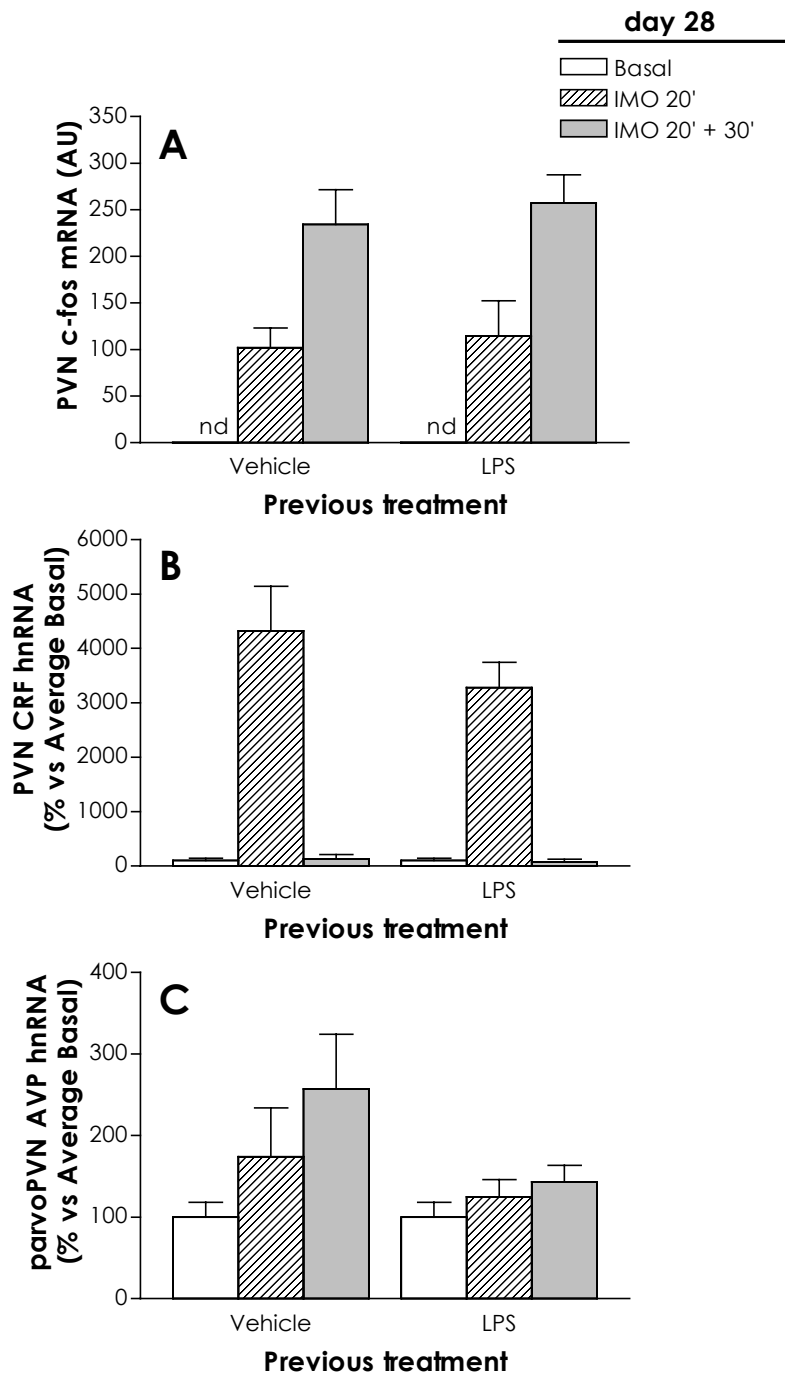 day 28
Basal
IMO 20'
IMO 20' + 30'
A
PVN c-fos mRNA (AU)
350
300
250
200
150
100
50
0
nd
nd
Vehicle
LPS
Previous treatment
B
PVN CRF hnRNA
(% vs Average Basal)
6000
5000
4000
3000
2000
1000
0
Vehicle
LPS
Previous treatment
C
parvoPVN AVP hnRNA
(% vs Average Basal)
400
300
200
100
0
Vehicle
LPS
Previous treatment